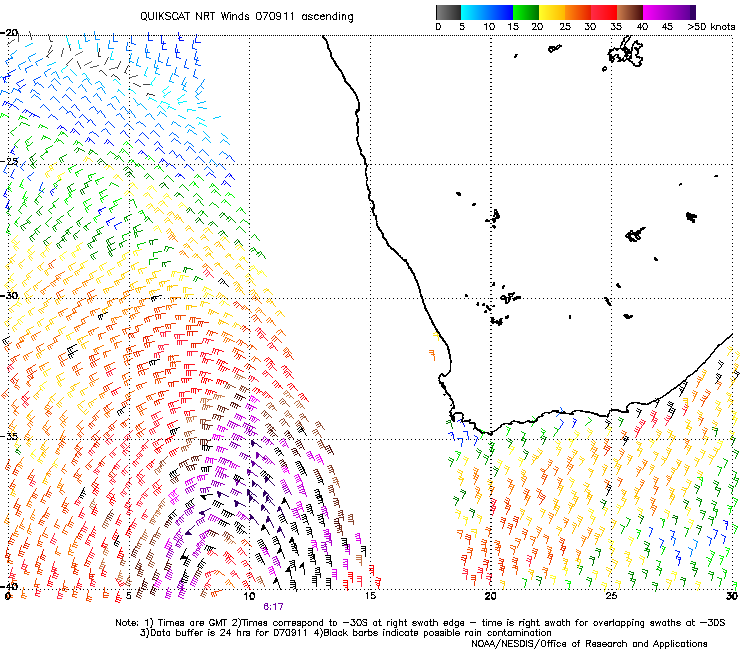 QUIKSCAT NRT Winds 070911 ascending
0 5 10 15 20 25 30 35 40 45 >50 knots
-20
-25
-30
-35
-40
0 5 10 15 20 25 30
6:17
Note: 1) Times are GMT 2)Times correspond to -30S at right swath edge - time is right swath for overlapping swaths at -30S
3)Data buffer is 24 hrs for 070911 4)Black barbs indicate possible rain contamination
NOAA/NESDIS/Office of Research and Applications